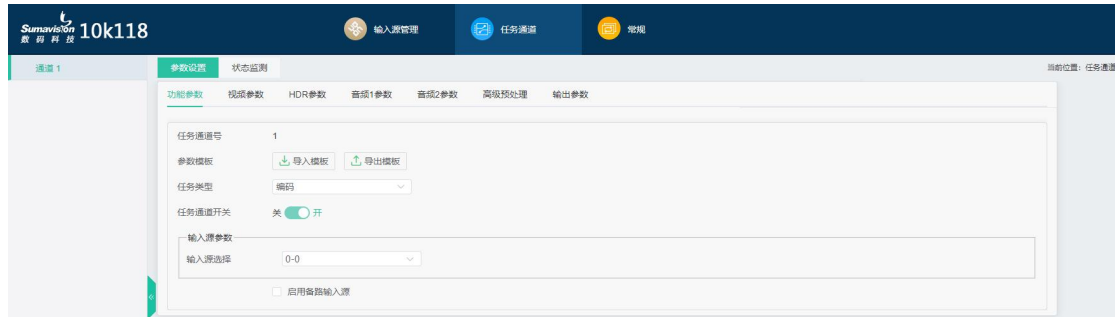 Sumavision 10k118
数码科技
输入源管理 任务通道 常规
通道 1 参数设置 状态监测 当前位置：任务通道
功能参数 视频参数 HDR参数 音频1参数 音频2参数 高级预处理 输出参数
任务通道号 1
参数模板 导入模板 导出模板
任务类型 编码
任务通道开关 关 开
输入源参数
输入源选择 0-0
启用备路输入源